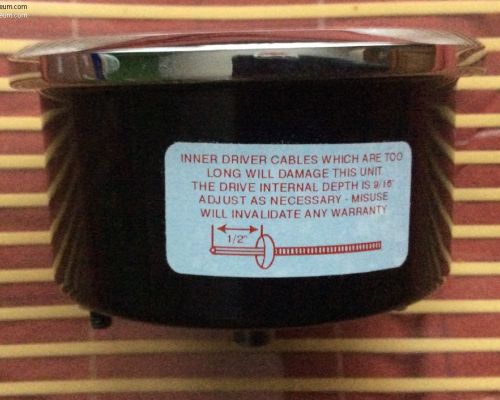 INNER DRIVER CABLES WHICH ARE TOO
LONG WILL DAMAGE THIS UNIT
THE DRIVE INTERNAL DEPTH IS 9/16"
ADJUST AS NECESSARY - MISUSE
WILL INVALIDATE ANY WARRANTY
1/2"